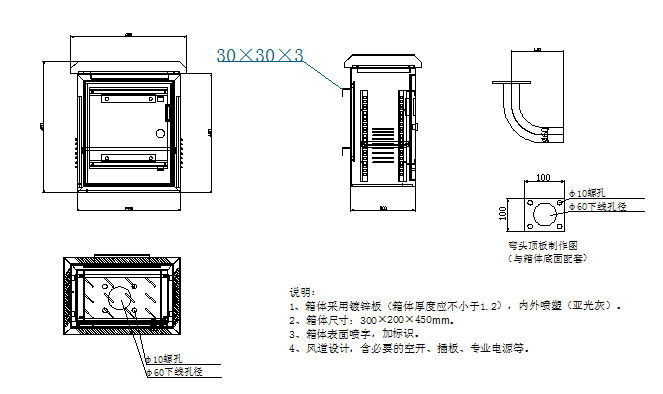 30×30×3
100
φ10螺孔
φ60下线孔径
100
弯头顶板制作图
（与箱体底面配套）
φ10螺孔
φ60下线孔径
说明：
1、箱体采用镀锌板（箱体厚度应不小于1.2），内外喷塑（亚光灰）。
2、箱体尺寸：300×200×450mm。
3、箱体表面喷字，加标识。
4、风道设计，含必要的空开、插板、专业电源等。